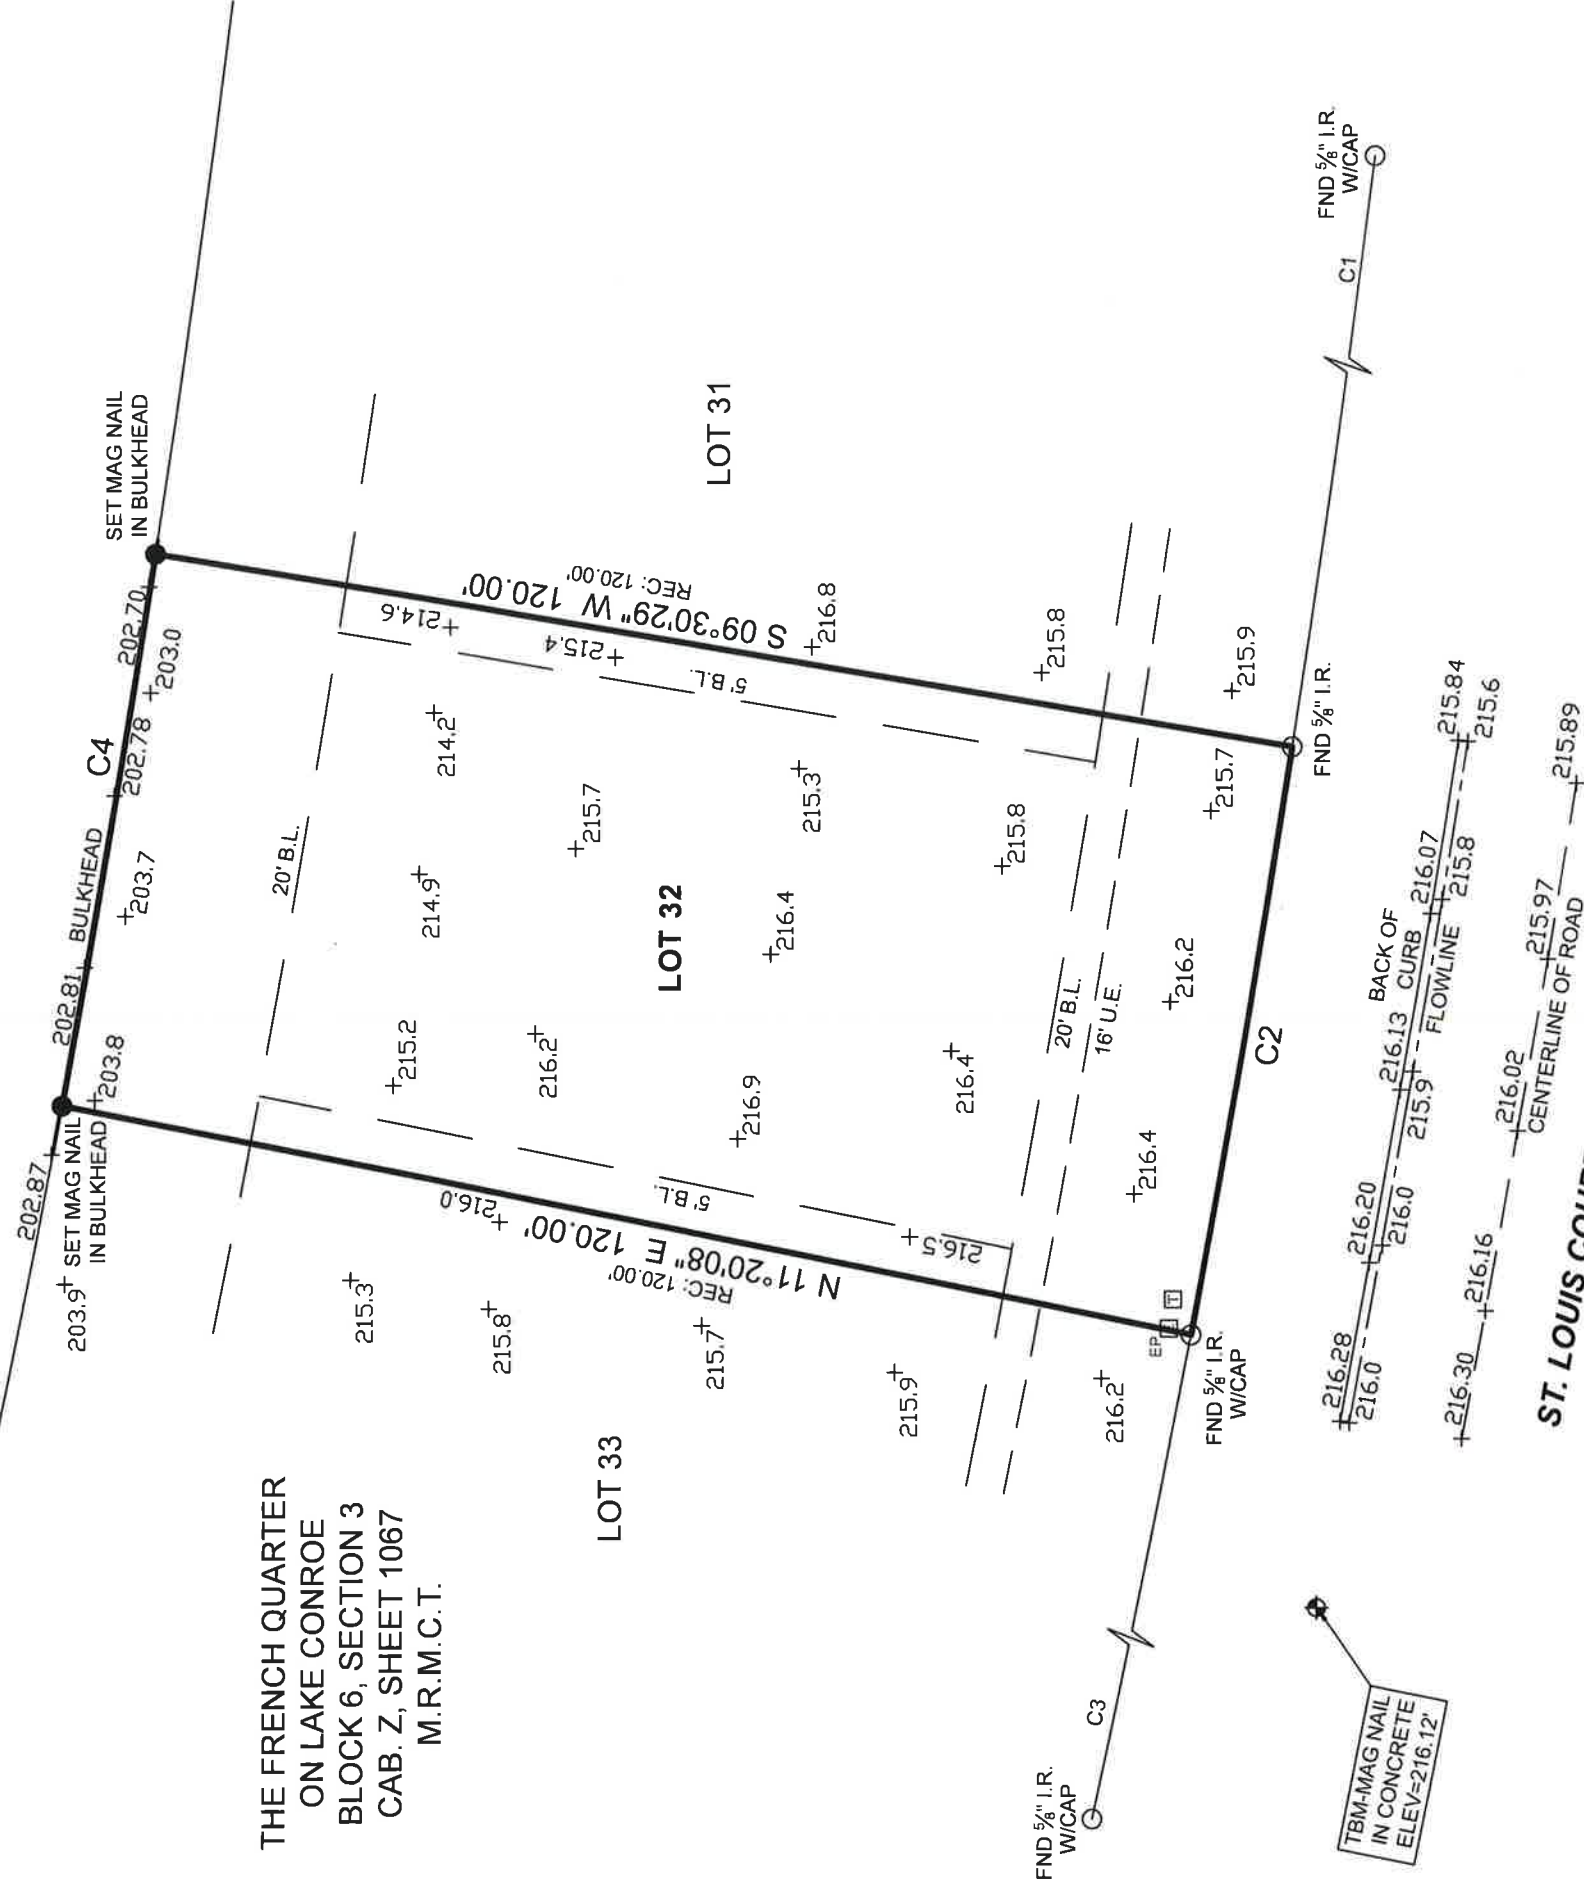 THE FRENCH QUARTER
ON LAKE CONROE
BLOCK 6, SECTION 3
CAB. Z, SHEET 1067
M.R.M.C.T.
202.87
SET MAG NAIL
IN BULKHEAD
203.9
203.8
202.81
BULKHEAD
203.7
C4
202.78
203.0
202.70
SET MAG NAIL
IN BULKHEAD
20' B.L.
214.6
215.4
5' B.L.
S 09°30'29" W 120.00'
REC: 120.00'
216.8
215.8
215.9
LOT 31
214.2
214.9
215.2
215.7
216.2
215.3
216.4
216.9
215.8
216.4
LOT 32
5' B.L.
216.0
216.5
N 11°20'08" E 120.00'
REC: 120.00'
215.3
215.8
215.7
215.9
216.2
LOT 33
20' B.L.
16' U.E.
216.4
216.2
215.7
C2
EP
T
FND 5/8" I.R.
W/CAP
FND 5/8" I.R.
C1
FND 5/8" I.R.
W/CAP
C3
FND 5/8" I.R.
W/CAP
216.28
216.0
216.20
216.0
216.13
215.9
BACK OF
CURB
FLOWLINE
216.07
215.8
215.84
215.6
216.30
216.16
216.02
215.97
215.89
CENTERLINE OF ROAD
ST. LOUIS
TBM-MAG NAIL
IN CONCRETE
ELEV=216.12'